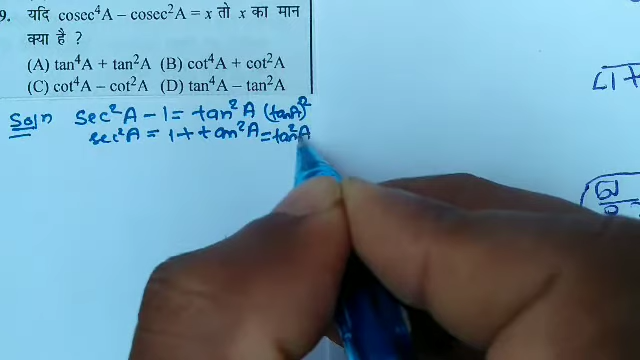 9. यदि cosec⁴A – cosec²A = x तो x का मान
क्या है ?
(A) tan⁴A + tan²A (B) cot⁴A + cot²A
(C) cot⁴A – cot²A (D) tan⁴A – tan²A
Soln sec²A – 1 = tan²A (tanA)²
sec²A = 1 + tan²A = tan²A